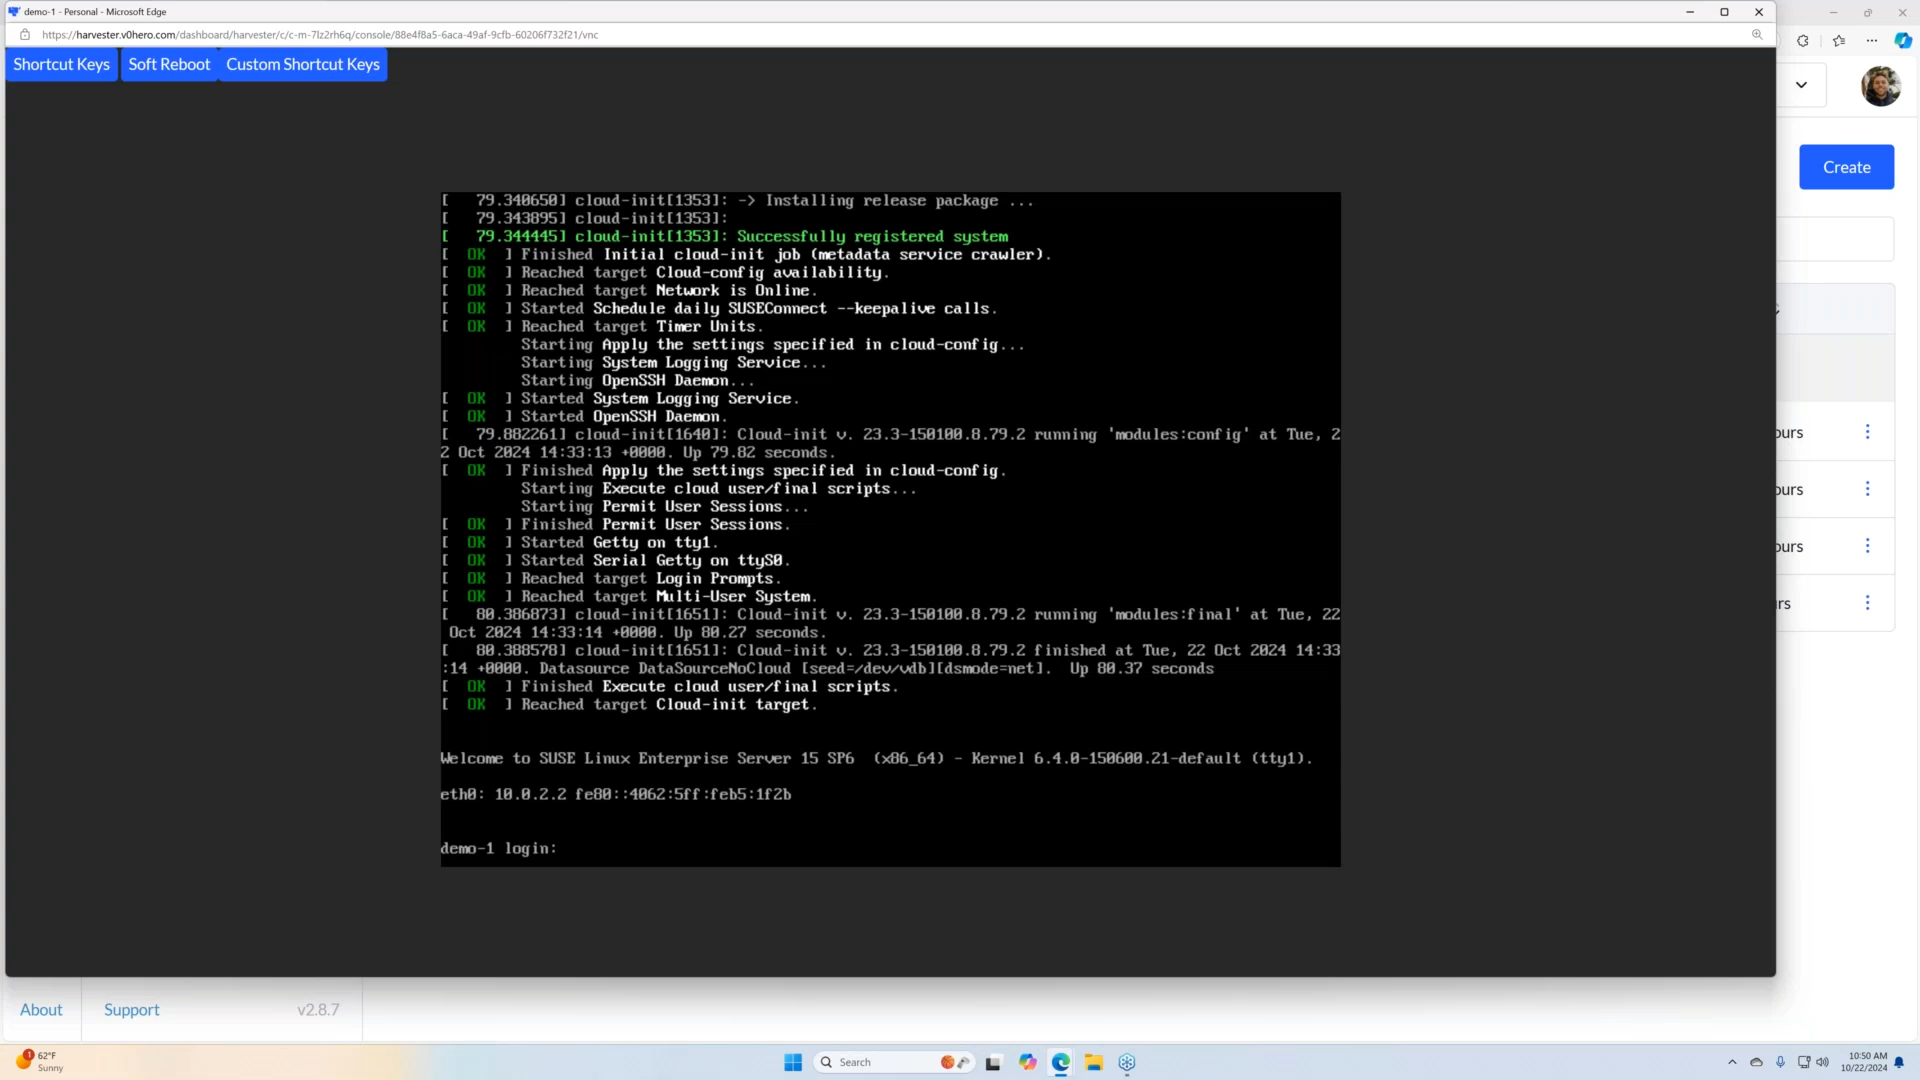 demo-1 - Personal - Microsoft Edge
https://harvester.v0hero.com/dashboard/harvester/c/c-m-7lz2rh6q/console/88e4f8a5-6aca-49af-9cfb-60206f732f21/vnc
Shortcut Keys Soft Reboot Custom Shortcut Keys
Create
[   79.340650] cloud-init[1353]: -> Installing release package ...
[   79.343895] cloud-init[1353]:
[   79.344445] cloud-init[1353]: Successfully registered system
[  OK  ] Finished Initial cloud-init job (metadata service crawler).
[  OK  ] Reached target Cloud-config availability.
[  OK  ] Reached target Network is Online.
[  OK  ] Started Schedule daily SUSEConnect --keepalive calls.
[  OK  ] Reached target Timer Units.
Starting Apply the settings specified in cloud-config...
Starting System Logging Service...
Starting OpenSSH Daemon...
[  OK  ] Started System Logging Service.
[  OK  ] Started OpenSSH Daemon.
[   79.882261] cloud-init[1640]: Cloud-init v. 23.3-150100.8.79.2 running 'modules:config' at Tue, 2
2 Oct 2024 14:33:13 +0000. Up 79.82 seconds.
[  OK  ] Finished Apply the settings specified in cloud-config.
Starting Execute cloud user/final scripts...
Starting Permit User Sessions...
[  OK  ] Finished Permit User Sessions.
[  OK  ] Started Getty on tty1.
[  OK  ] Started Serial Getty on ttyS0.
[  OK  ] Reached target Login Prompts.
[  OK  ] Reached target Multi-User System.
[   80.386873] cloud-init[1651]: Cloud-init v. 23.3-150100.8.79.2 running 'modules:final' at Tue, 22
Oct 2024 14:33:14 +0000. Up 80.27 seconds.
[   80.388578] cloud-init[1651]: Cloud-init v. 23.3-150100.8.79.2 finished at Tue, 22 Oct 2024 14:33
:14 +0000. Datasource DataSourceNoCloud [seed=/dev/vdb][dsmode=net].  Up 80.37 seconds
[  OK  ] Finished Execute cloud user/final scripts.
[  OK  ] Reached target Cloud-init target.
Welcome to SUSE Linux Enterprise Server 15 SP6  (x86_64) - Kernel 6.4.0-150600.21-default (tty1).
eth0: 10.0.2.2 fe80::4062:5ff:feb5:1f2b
demo-1 login:
ours
ours
ours
rs
About Support v2.8.7
1
62°F
Sunny
Search
10:50 AM
10/22/2024